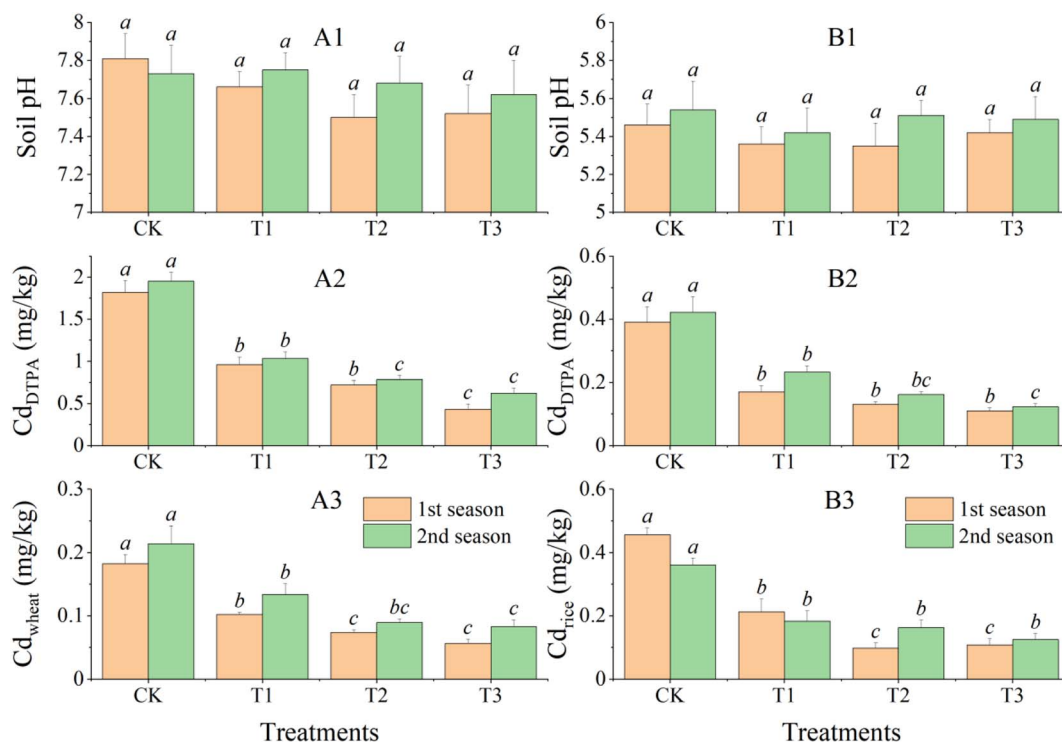 A1
Soil pH
8
7.8
7.6
7.4
7.2
7
a a a a a a a a
CK T1 T2 T3
B1
Soil pH
6
5.8
5.6
5.4
5.2
5
a a a a a a a a
CK T1 T2 T3
A2
Cd_DTPA (mg/kg)
2
1.5
1
0.5
0
a a b b b c c c
CK T1 T2 T3
B2
Cd_DTPA (mg/kg)
0.6
0.4
0.2
0
a a b b b bc b c
CK T1 T2 T3
A3
Cd_wheat (mg/kg)
0.3
0.2
0.1
0
a a b b c bc c c
1st season
2nd season
CK T1 T2 T3
Treatments
B3
Cd_rice (mg/kg)
0.6
0.4
0.2
0
a a b b c b c b
1st season
2nd season
CK T1 T2 T3
Treatments